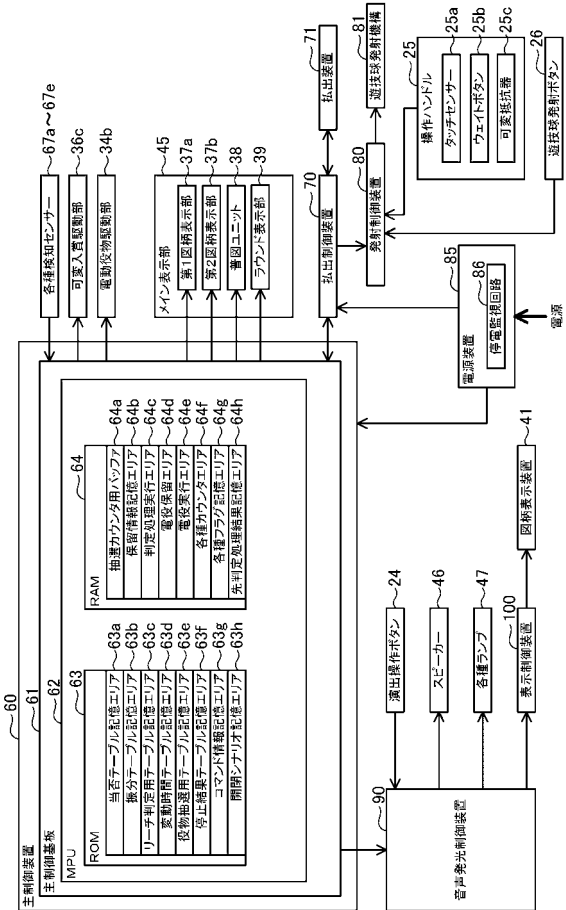 60
主制御装置
61
主制御基板
62
MPU
63
ROM
当否テーブル記憶エリア 63a
振分テーブル記憶エリア 63b
リーチ判定用テーブル記憶エリア 63c
変動時間テーブル記憶エリア 63d
役物抽選用テーブル記憶エリア 63e
停止結果テーブル記憶エリア 63f
コマンド情報記憶エリア 63g
開閉シナリオ記憶エリア 63h
64
RAM
抽選カウンタ用バッファ 64a
保留情報記憶エリア 64b
判定処理実行エリア 64c
電役保留エリア 64d
電役実行エリア 64e
各種カウンタエリア 64f
各種フラグ記憶エリア 64g
先判定処理結果記憶エリア 64h
各種検知センサー 67a~67e
可変入賞駆動部 36c
電動役物駆動部 34b
メイン表示部 45
第1図柄表示部 37a
第2図柄表示部 37b
普図ユニット 38
ラウンド表示部 39
払出制御装置 70
払出装置 71
発射制御装置 80
遊技球発射機構 81
操作ハンドル 25
タッチセンサー 25a
ウェイトボタン 25b
可変抵抗器 25c
遊技球発射ボタン 26
電源装置 85
停電監視回路 86
電源
90
音声発光制御装置
演出操作ボタン 24
スピーカー 46
各種ランプ 47
表示制御装置 100
図柄表示装置 41